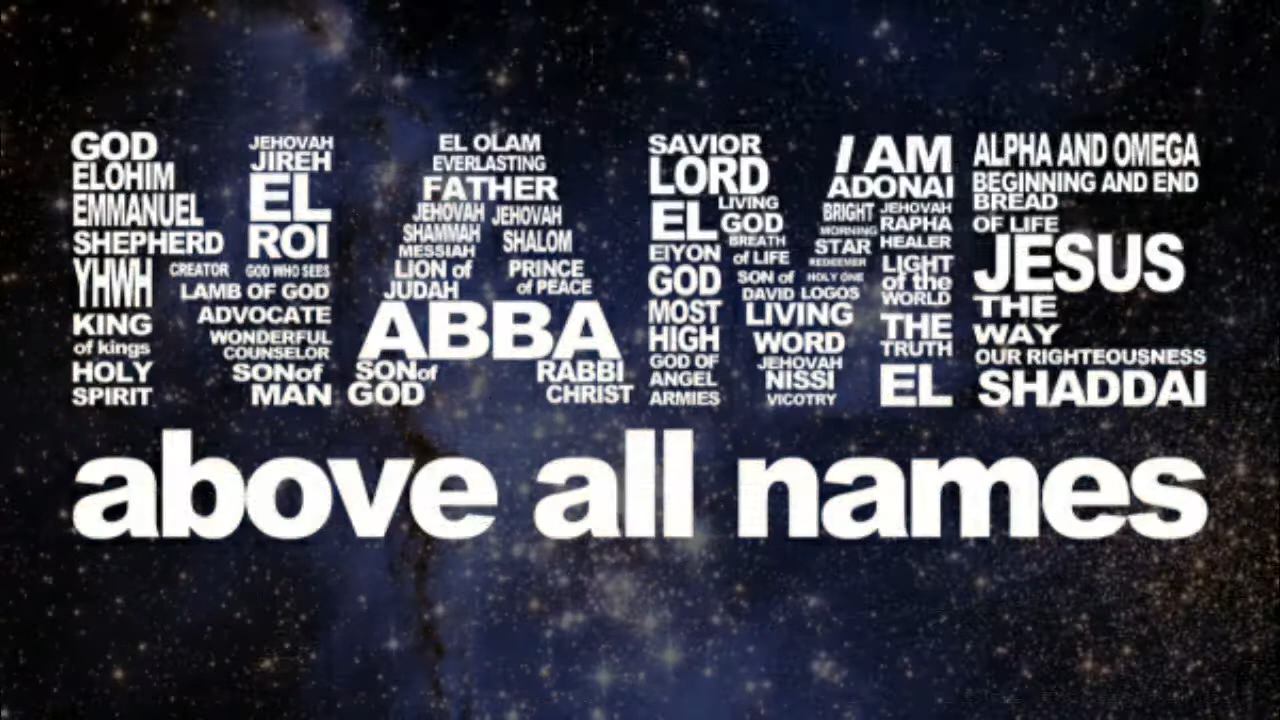 GOD
ELOHIM
EMMANUEL
SHEPHERD
YHWH
CREATOR
KING
of kings
HOLY
SPIRIT
JEHOVAH
JIREH
EL
ROI
GOD WHO SEES
LAMB OF GOD
ADVOCATE
WONDERFUL
COUNSELOR
SONof
MAN
EL OLAM
EVERLASTING
FATHER
JEHOVAH
SHAMMAH
MESSIAH
LION of
JUDAH
JEHOVAH
SHALOM
PRINCE
of PEACE
ABBA
SONof
GOD
RABBI
CHRIST
SAVIOR
LORD
EL
EIYON
GOD
MOST
HIGH
GOD OF
ANGEL
ARMIES
LIVING
GOD
BREATH
of LIFE
SON of
DAVID
LOGOS
LIVING
WORD
JEHOVAH
NISSI
VICOTRY
I AM
ADONAI
BRIGHT
MORNING
STAR
REDEEMER
HOLY ONE
JEHOVAH
RAPHA
HEALER
LIGHT
of the
WORLD
THE
TRUTH
EL
ALPHA AND OMEGA
BEGINNING AND END
BREAD
OF LIFE
JESUS
THE
WAY
OUR RIGHTEOUSNESS
SHADDAI
above all names